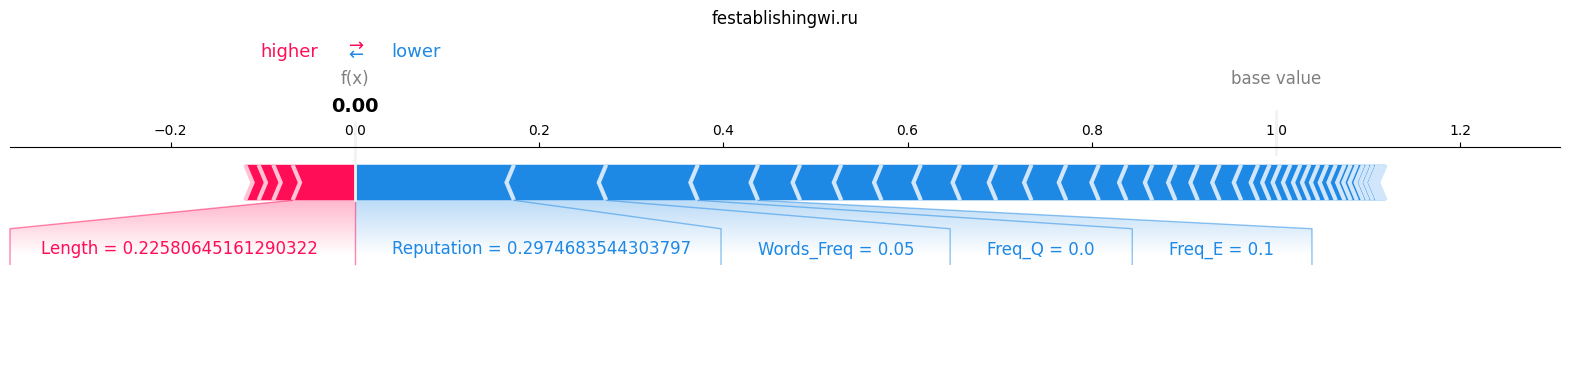 festablishingwi.ru
higher → ← lower
f(x) base value
0.00
−0.2 0.0 0.2 0.4 0.6 0.8 1.0 1.2
Length = 0.22580645161290322 Reputation = 0.2974683544303797 Words_Freq = 0.05 Freq_Q = 0.0 Freq_E = 0.1